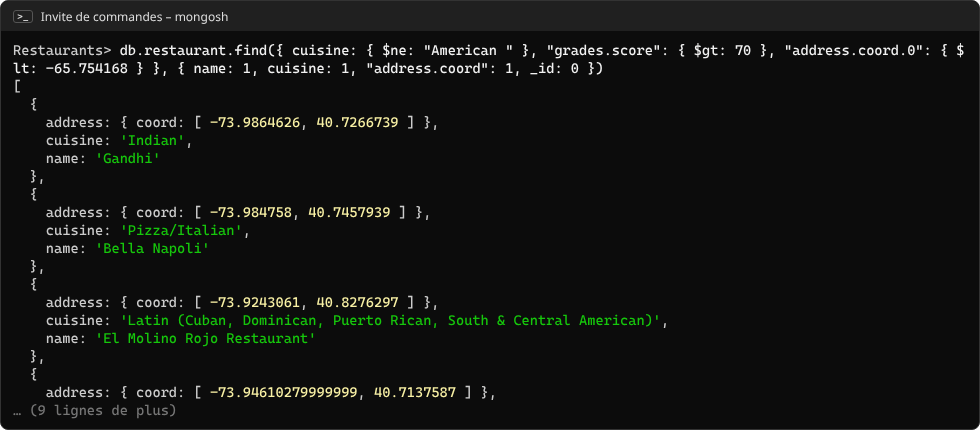 >_ Invite de commandes – mongosh
Restaurants> db.restaurant.find({ cuisine: { $ne: "American " }, "grades.score": { $gt: 70 }, "address.coord.0": { $
lt: -65.754168 } }, { name: 1, cuisine: 1, "address.coord": 1, _id: 0 })
[
  {
    address: { coord: [ -73.9864626, 40.7266739 ] },
    cuisine: 'Indian',
    name: 'Gandhi'
  },
  {
    address: { coord: [ -73.984758, 40.7457939 ] },
    cuisine: 'Pizza/Italian',
    name: 'Bella Napoli'
  },
  {
    address: { coord: [ -73.9243061, 40.8276297 ] },
    cuisine: 'Latin (Cuban, Dominican, Puerto Rican, South & Central American)',
    name: 'El Molino Rojo Restaurant'
  },
  {
    address: { coord: [ -73.94610279999999, 40.7137587 ] },
… (9 lignes de plus)